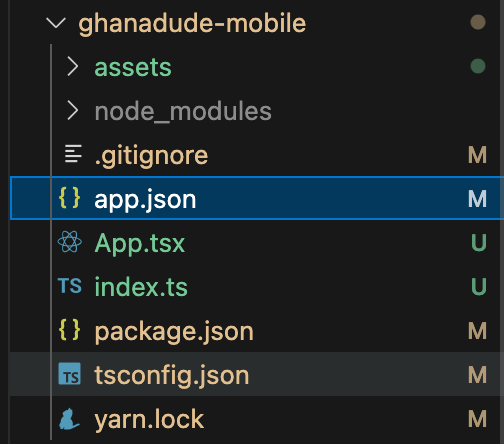 ghanadude-mobile
assets
node_modules
.gitignore M
{} app.json M
App.tsx U
TS index.ts U
{} package.json M
TS tsconfig.json M
yarn.lock M